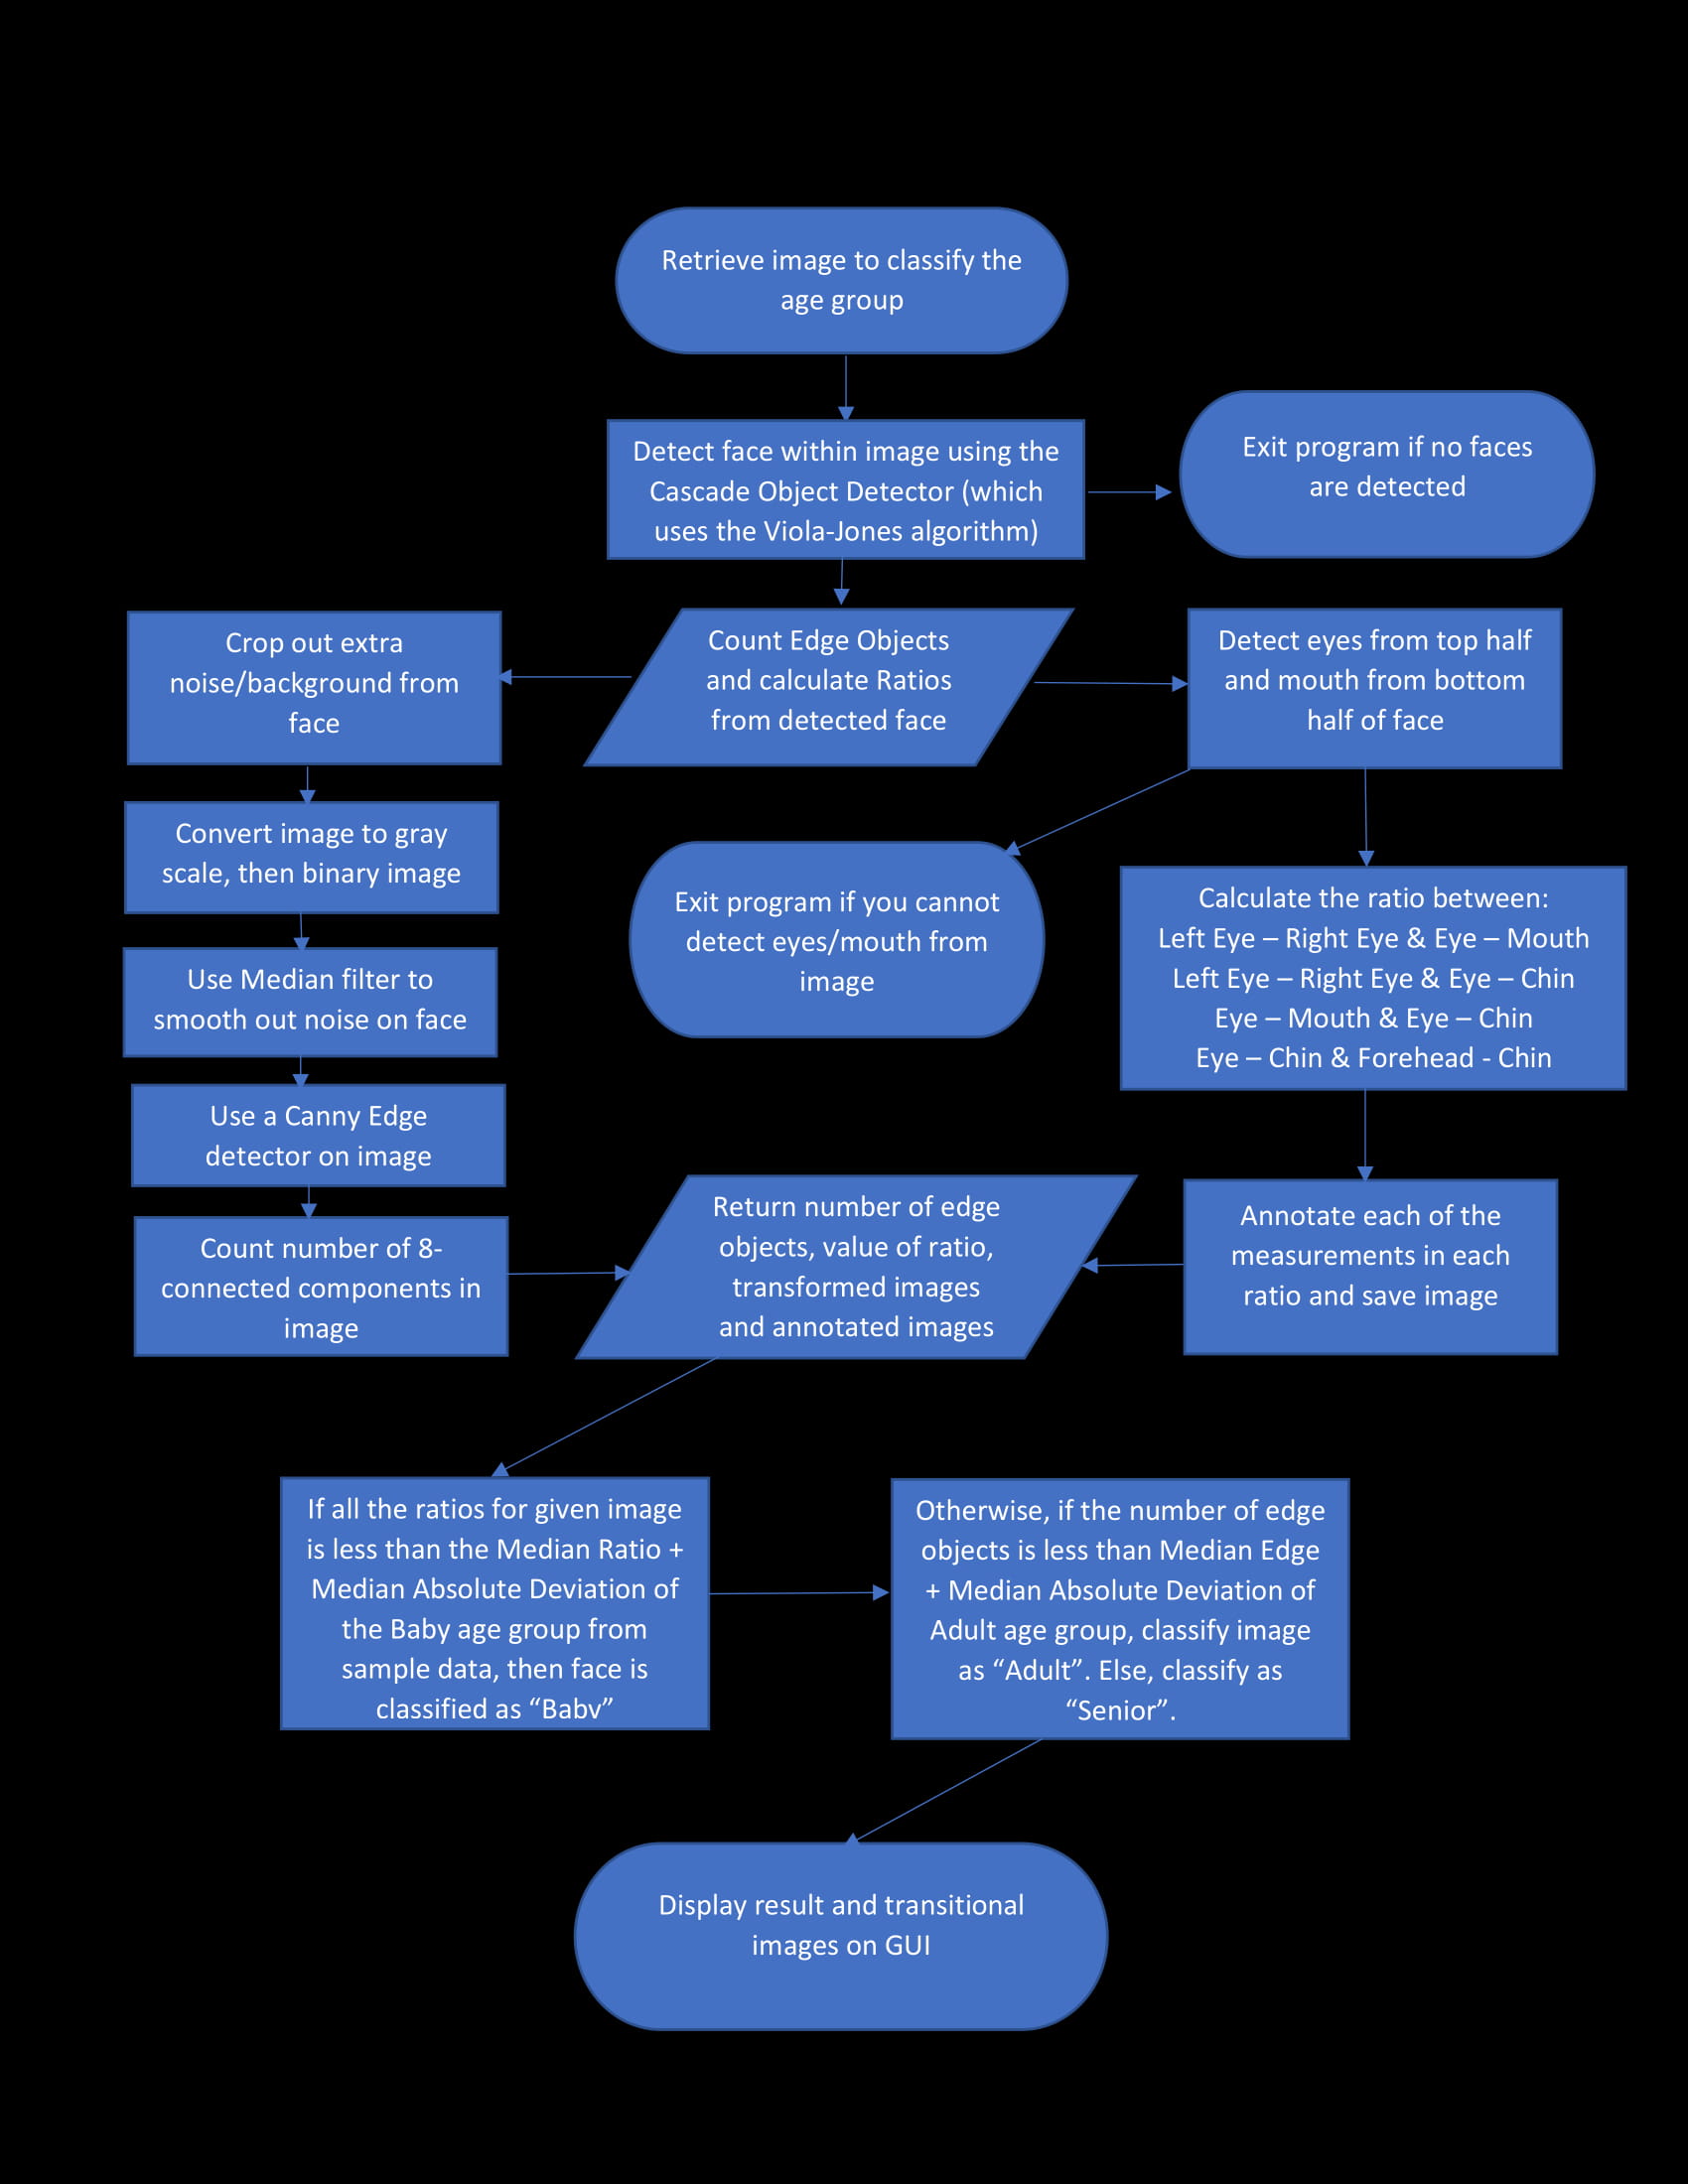 Retrieve image to classify the
age group
Detect face within image using the
Cascade Object Detector (which
uses the Viola-Jones algorithm)
Exit program if no faces
are detected
Crop out extra
noise/background from
face
Count Edge Objects
and calculate Ratios
from detected face
Detect eyes from top half
and mouth from bottom
half of face
Convert image to gray
scale, then binary image
Exit program if you cannot
detect eyes/mouth from
image
Calculate the ratio between:
Left Eye – Right Eye & Eye – Mouth
Left Eye – Right Eye & Eye – Chin
Eye – Mouth & Eye – Chin
Eye – Chin & Forehead - Chin
Use Median filter to
smooth out noise on face
Use a Canny Edge
detector on image
Count number of 8-
connected components in
image
Return number of edge
objects, value of ratio,
transformed images
and annotated images
Annotate each of the
measurements in each
ratio and save image
If all the ratios for given image
is less than the Median Ratio +
Median Absolute Deviation of
the Baby age group from
sample data, then face is
classified as “Baby”
Otherwise, if the number of edge
objects is less than Median Edge
+ Median Absolute Deviation of
Adult age group, classify image
as “Adult”. Else, classify as
“Senior”.
Display result and transitional
images on GUI